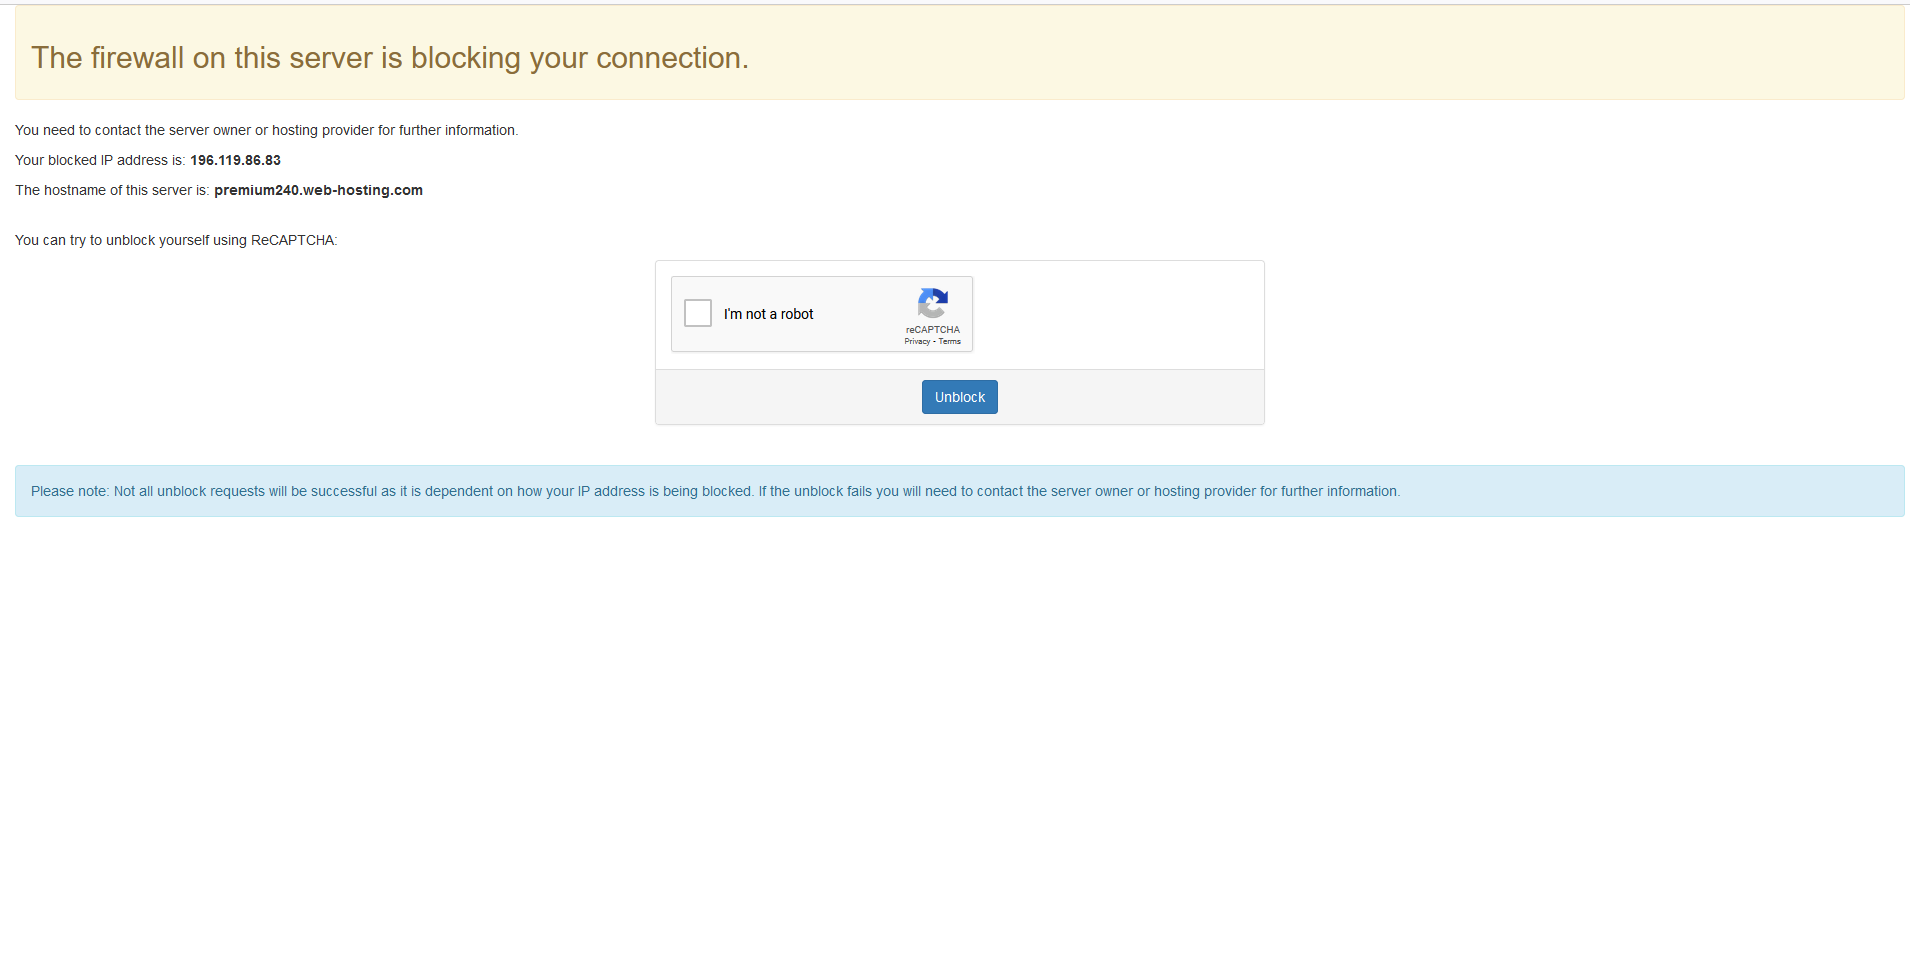 The firewall on this server is blocking your connection.
You need to contact the server owner or hosting provider for further information.
Your blocked IP address is: 196.119.86.83
The hostname of this server is: premium240.web-hosting.com
You can try to unblock yourself using ReCAPTCHA:
I'm not a robot
reCAPTCHA
Privacy - Terms
Unblock
Please note: Not all unblock requests will be successful as it is dependent on how your IP address is being blocked. If the unblock fails you will need to contact the server owner or hosting provider for further information.